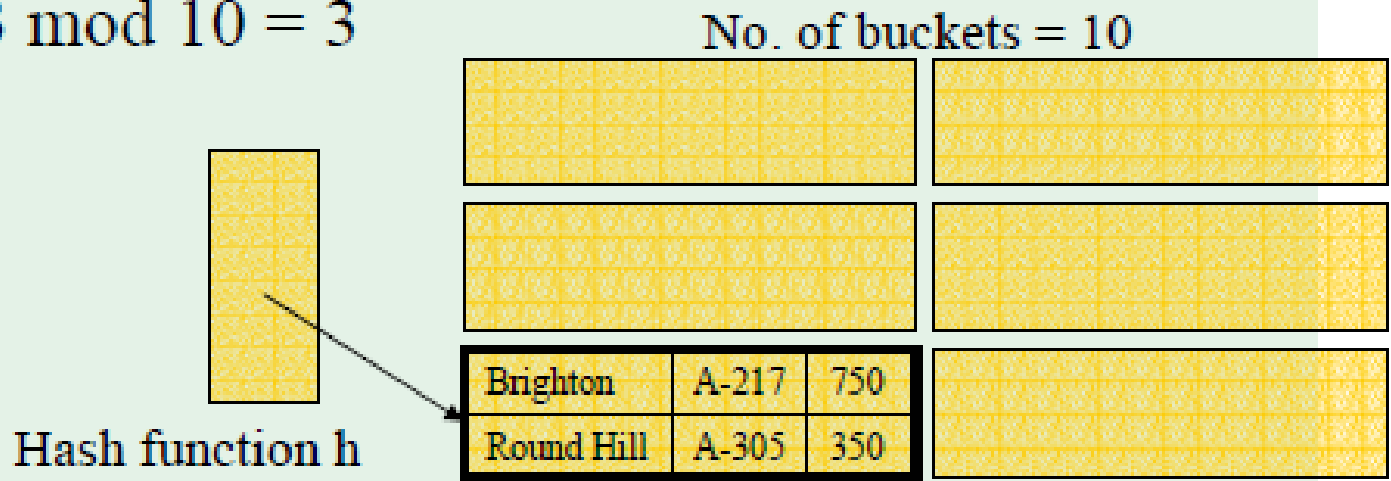 mod 10 = 3
No. of buckets = 10
Brighton A-217 750
Round Hill A-305 350
Hash function h